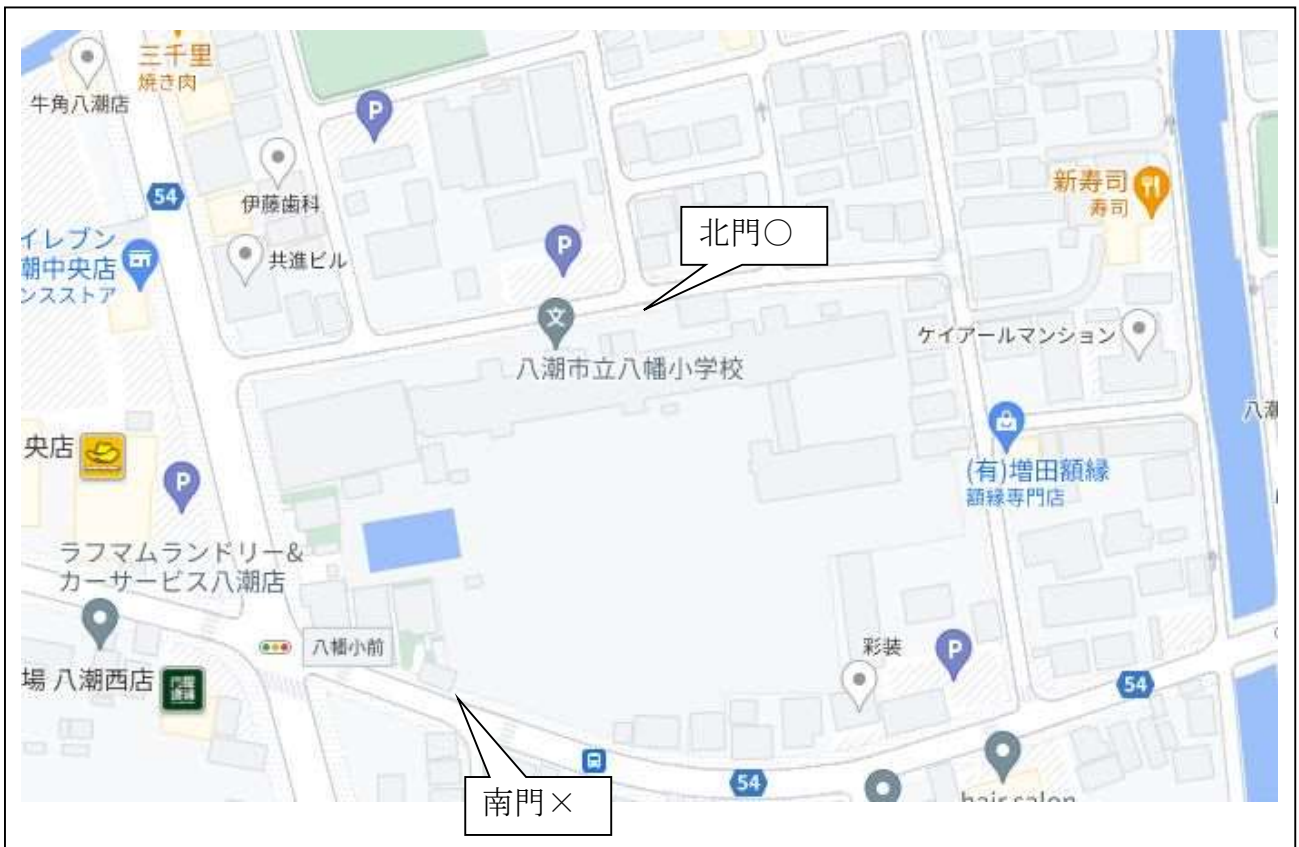 三千里
焼き肉
牛角八潮店
P
54
伊藤歯科
新寿司
寿司
北門○
イレブン
潮中央店
ンスストア
共進ビル
P
文
八潮市立八幡小学校
ケイアールマンション
八潮
央店
P
(有)増田額縁
額縁専門店
ラフマムランドリー&
カーサービス八潮店
八幡小前
彩装
P
場 八潮西店
54
54
南門×
hair salon